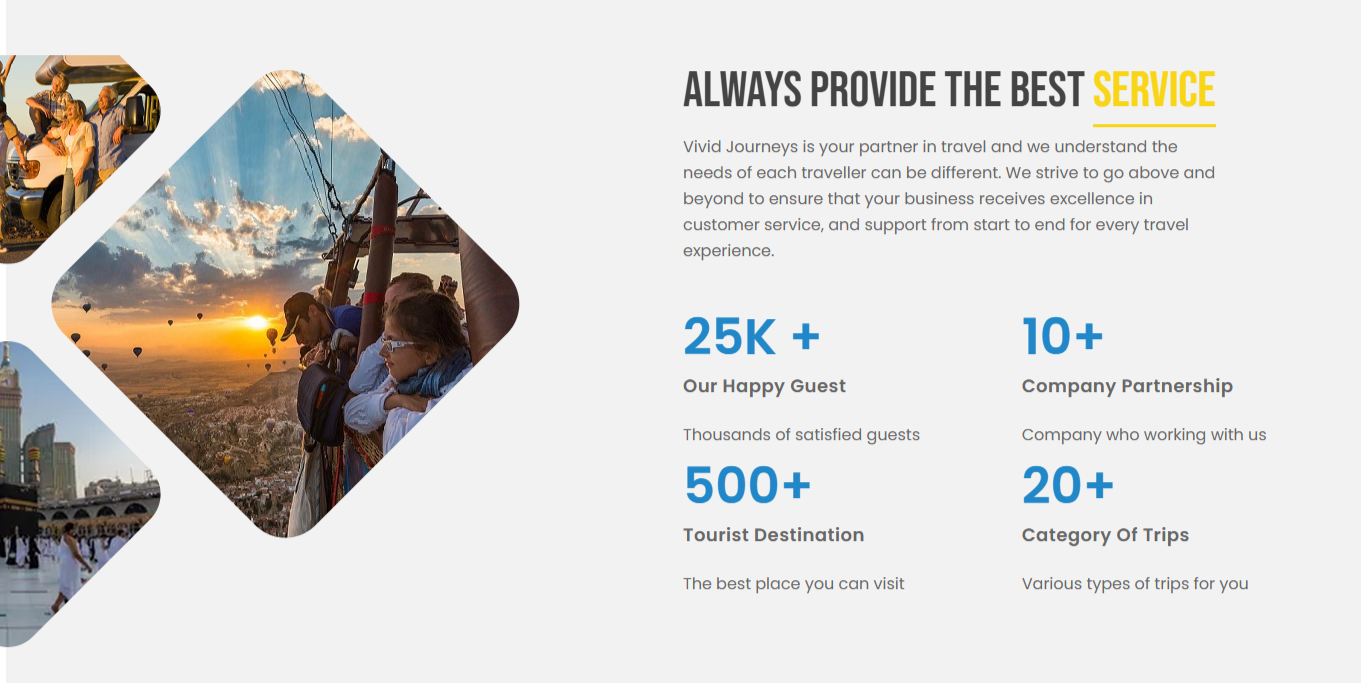 ALWAYS PROVIDE THE BEST SERVICE
Vivid Journeys is your partner in travel and we understand the
needs of each traveller can be different. We strive to go above and
beyond to ensure that your business receives excellence in
customer service, and support from start to end for every travel
experience.
25K +
Our Happy Guest
Thousands of satisfied guests
10+
Company Partnership
Company who working with us
500+
Tourist Destination
The best place you can visit
20+
Category Of Trips
Various types of trips for you